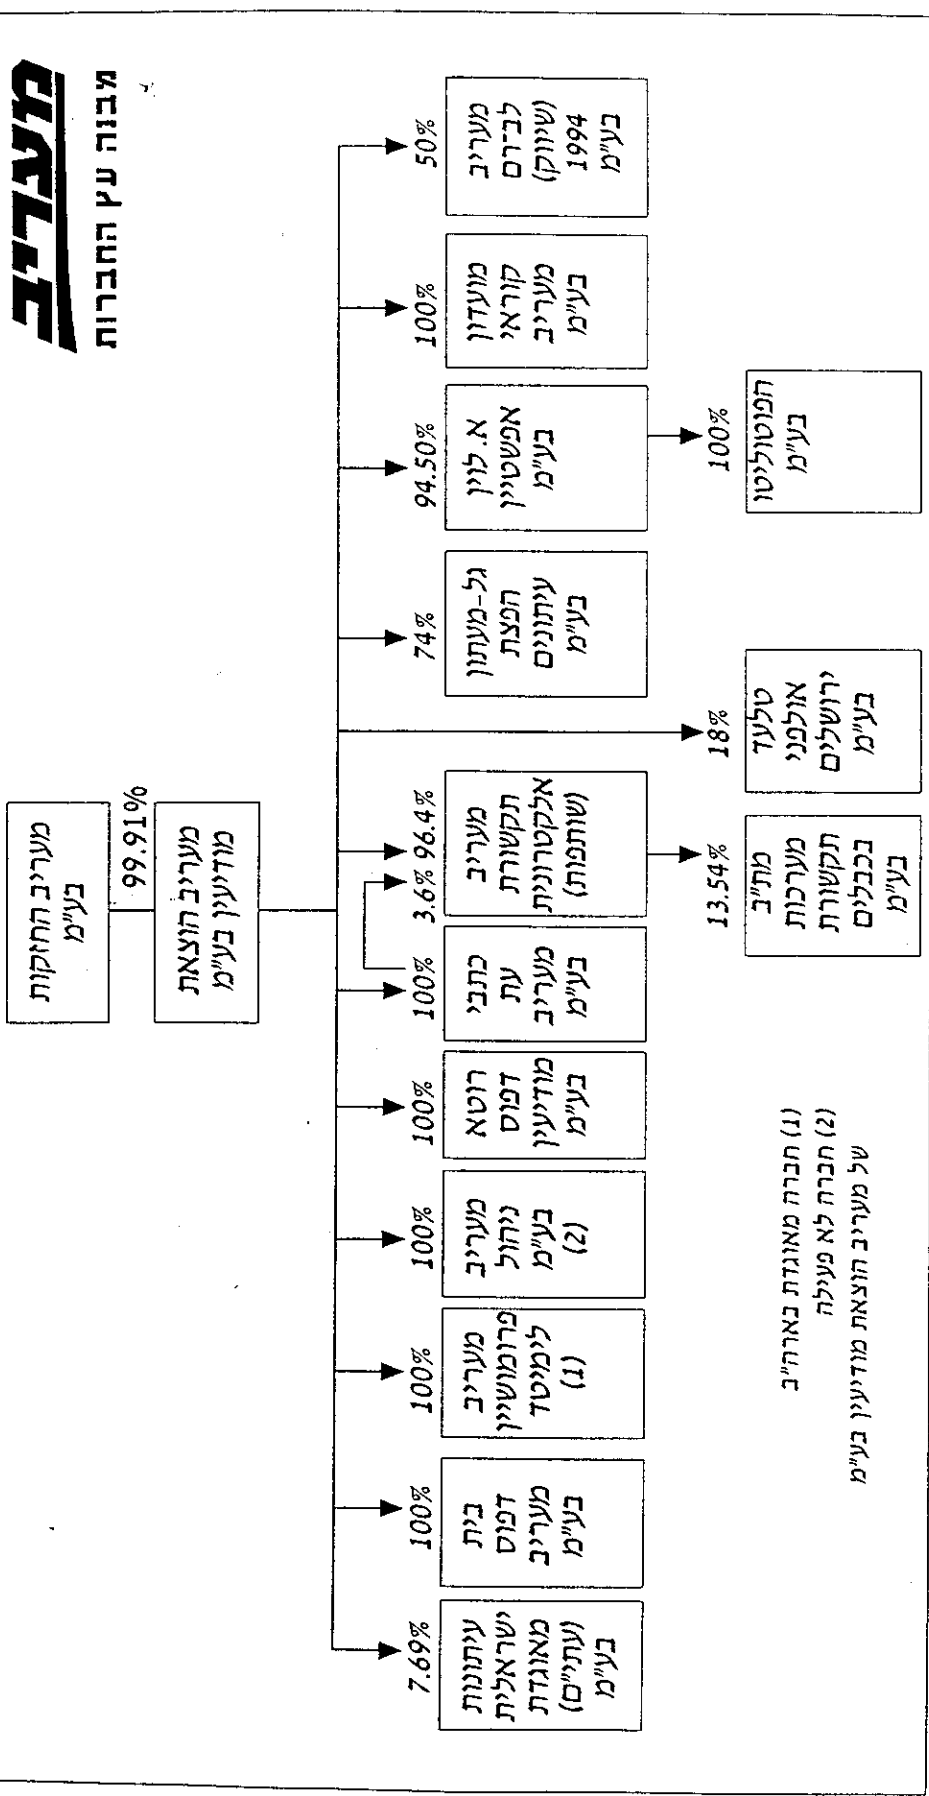 מעריב
מבנה עץ החברות
מעריב החזקות
בע"מ
99.91%
מעריב הוצאת
מודיעין בע"מ
50%
מעריב
לב-רם
(שיווק)
1994
בע"מ
100%
מועדון
קוראי
מעריב
בע"מ
94.50%
א. לוין
אפשטיין
בע"מ
100%
הפוטוליטו
בע"מ
74%
גל-מעתון
הפצת
עיתונים
בע"מ
18%
טלעד
אולפני
ירושלים
בע"מ
96.4%
3.6%
מעריב
תקשורת
אלקטרונית
(שותפות)
13.54%
מת"ב
מערכות
תקשורת
בכבלים
בע"מ
100%
כתבי
עת
מעריב
בע"מ
100%
רוטא
דפוס
מודיעין
בע"מ
100%
מעריב
ניהול
בע"מ
(2)
100%
מעריב
פרומושיין
לימיטד
(1)
100%
בית
דפוס
מעריב
בע"מ
7.69%
עיתונות
ישראלית
מאוגדת
(עתיים)
בע"מ
(1) חברה מאוגדת בארה"ב
(2) חברה לא פעילה
של מעריב הוצאת מודיעין בע"מ